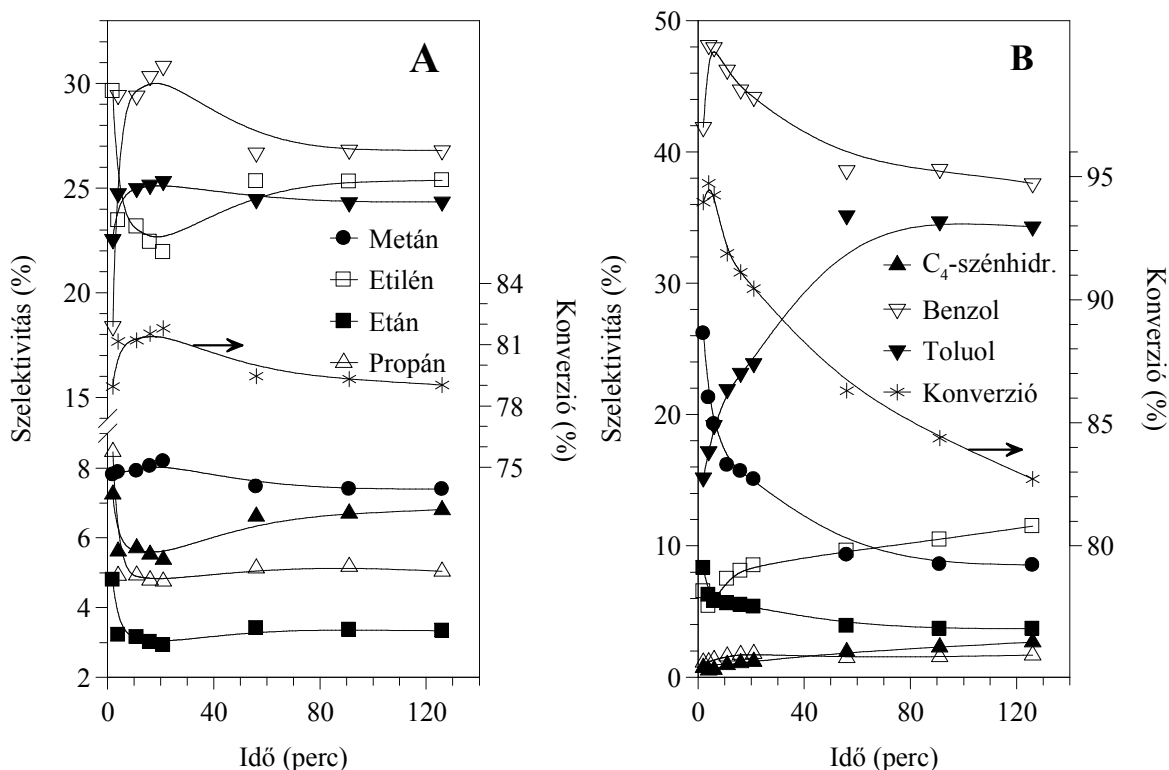 A
Szelektivitás (%)
30
25
20
18
16
8
6
4
2
84
81
78
75
Konverzió (%)
Metán
Etilén
Etán
Propán
0
40
80
120
Idő (perc)
B
Szelektivitás (%)
50
40
30
20
10
0
95
90
85
80
Konverzió (%)
C4-szénhidr.
Benzol
Toluol
Konverzió
0
40
80
120
Idő (perc)